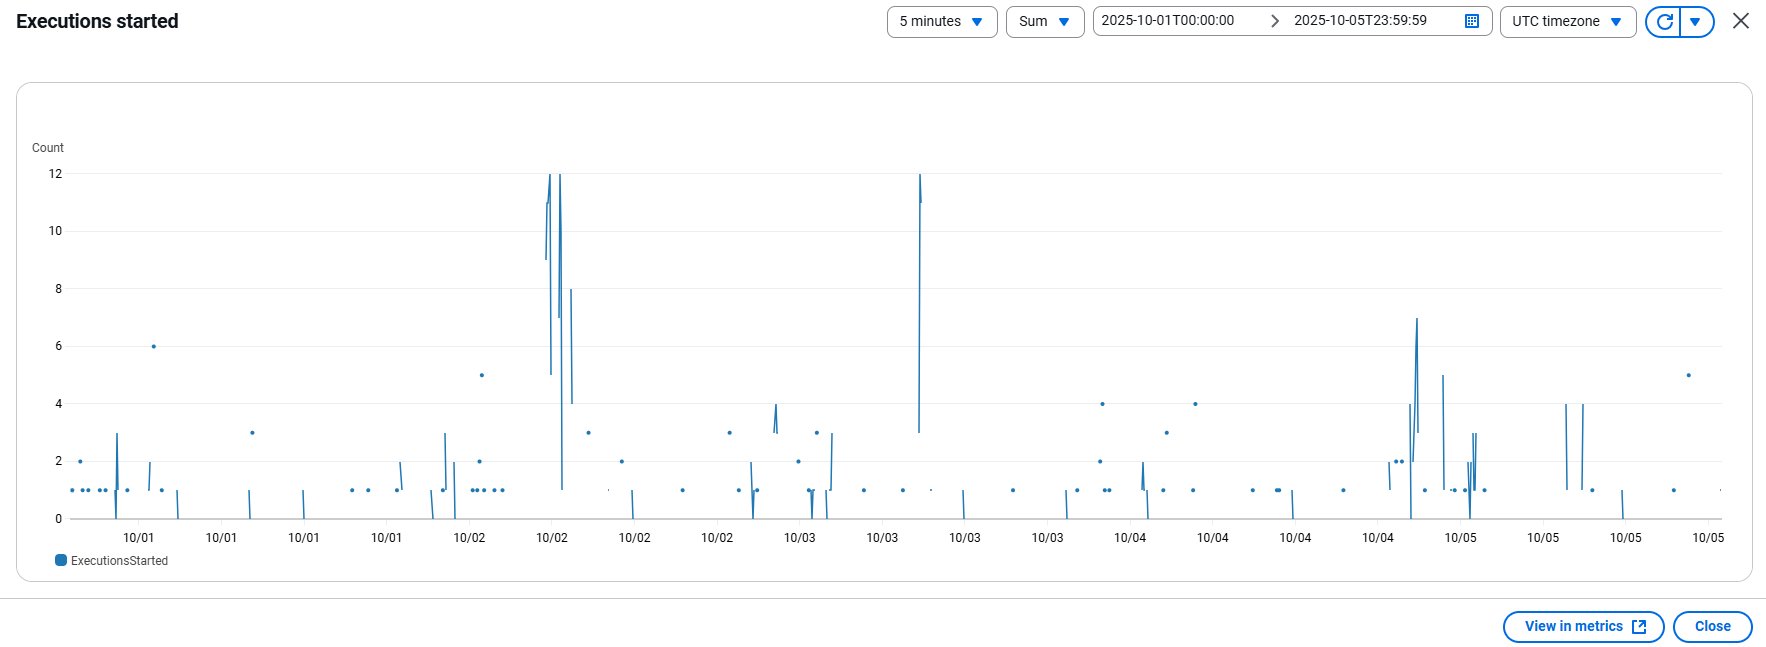 Executions started
5 minutes
Sum
2025-10-01T00:00:00
2025-10-05T23:59:59
UTC timezone
Count
12
10
8
6
4
2
0
10/01 10/01 10/01 10/01 10/02 10/02 10/02 10/02 10/03 10/03 10/03 10/03 10/04 10/04 10/04 10/04 10/05 10/05 10/05 10/05
ExecutionsStarted
View in metrics
Close